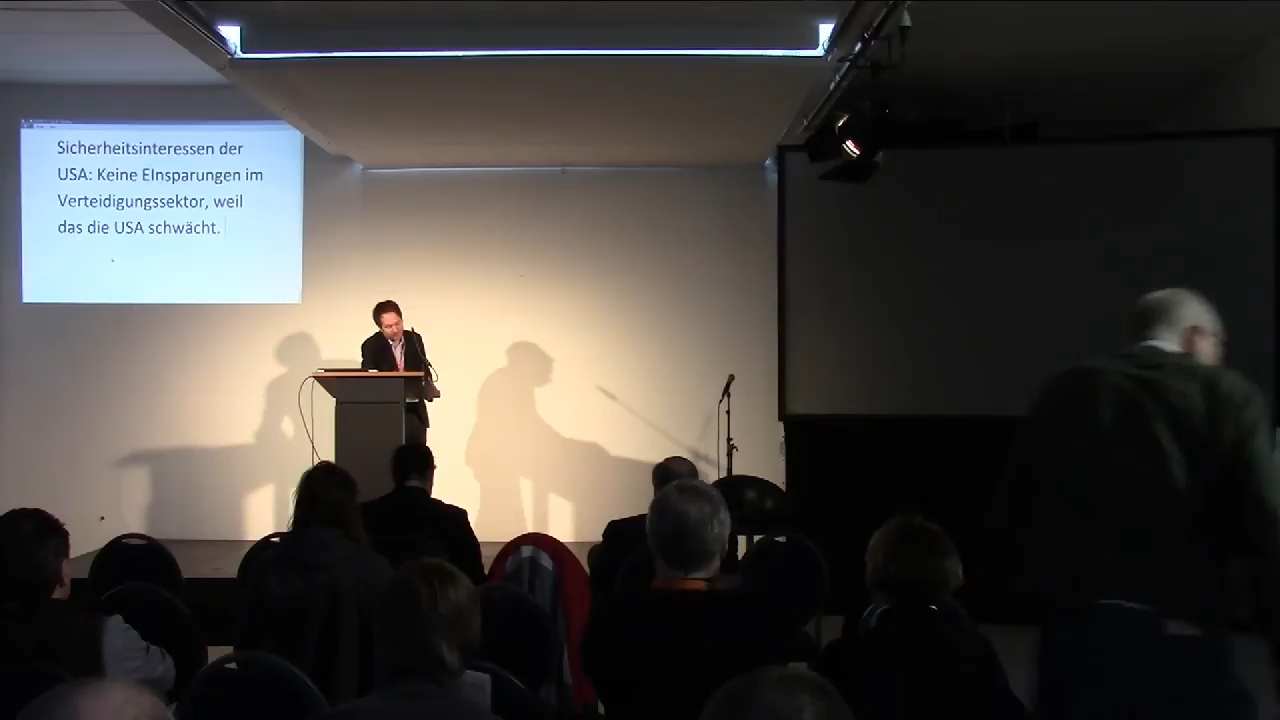 Sicherheitsinteressen der
USA: Keine EInsparungen im
Verteidigungssektor, weil
das die USA schwächt.